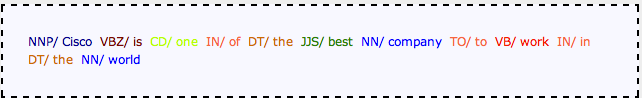 NNP/ Cisco VBZ/ is CD/ one IN/ of DT/ the JJS/ best NN/ company TO/ to VB/ work IN/ in
DT/ the NN/ world